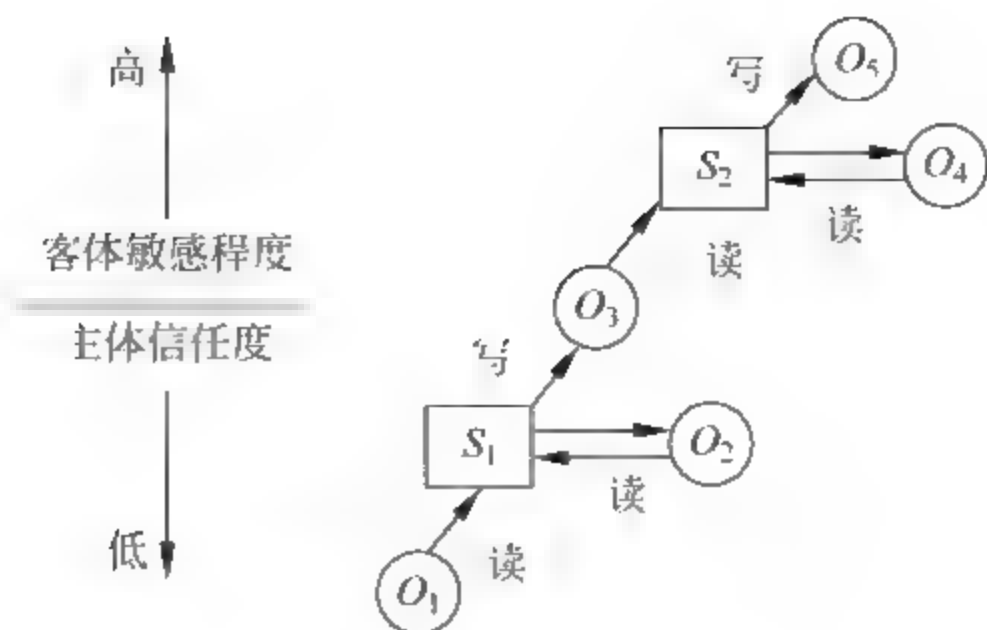 高
写
O₅
S₂
O₄
读
读
客体敏感程度
O₃
主体信任度
写
S₁
O₂
读
低
读
O₁